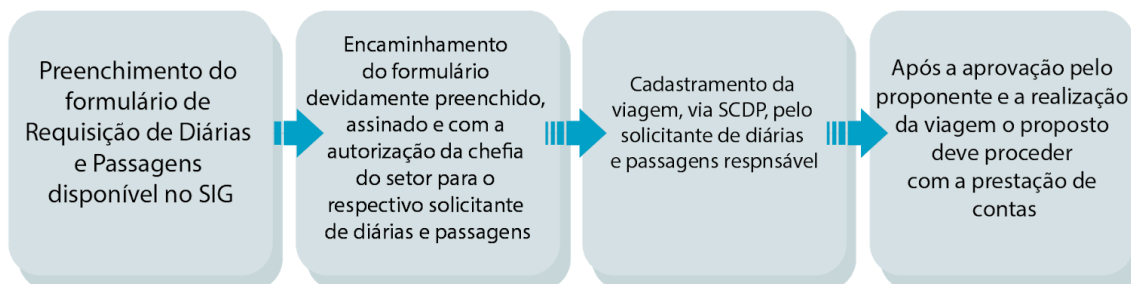 Preenchimento do
formulário de
Requisição de Diárias
e Passagens
disponível no SIG
Encaminhamento
do formulário
devidamente preenchido,
assinado e com a
autorização da chefia
do setor para o
respectivo solicitante
de diárias e passagens
Cadastramento da
viagem, via SCDP, pelo
solicitante de diárias
e passagens respnsável
Após a aprovação pelo
proponente e a realização
da viagem o proposto
deve proceder
com a prestação de
contas